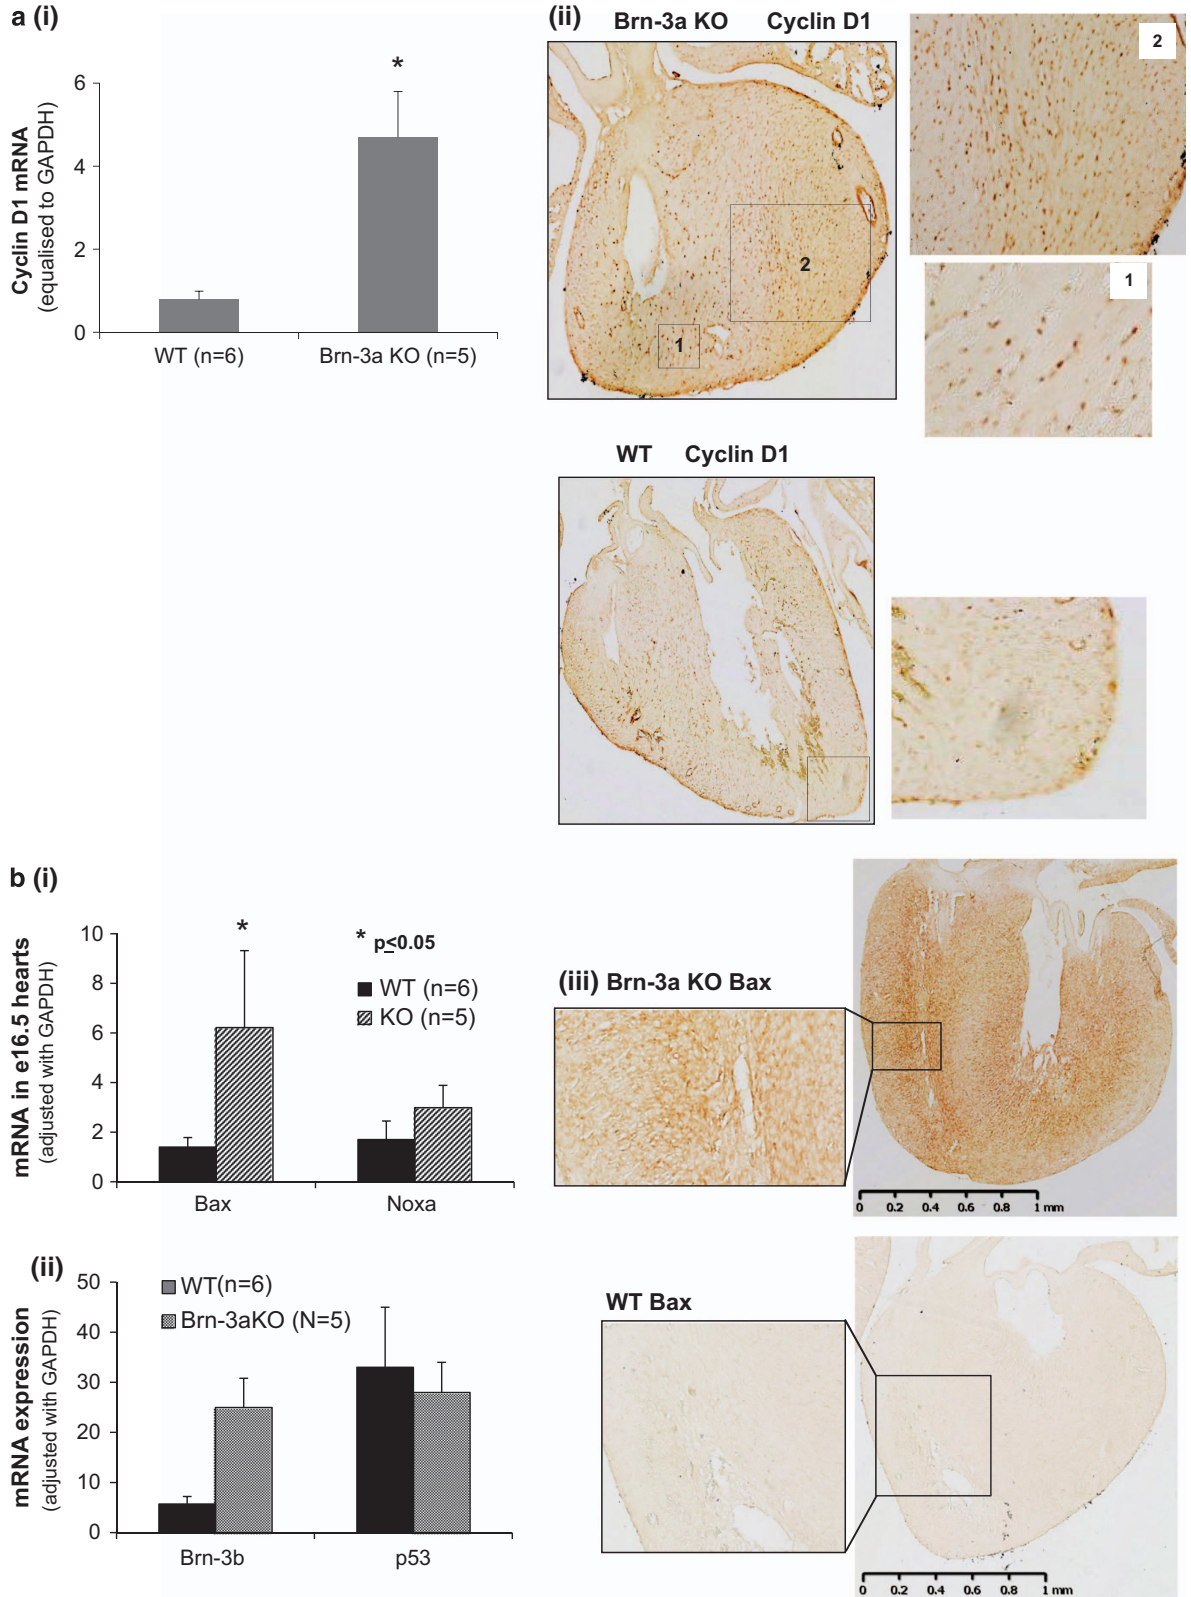 a (i)
Cyclin D1 mRNA
(equalised to GAPDH)
6
4
2
0
*
WT (n=6)
Brn-3a KO (n=5)
(ii)
Brn-3a KO Cyclin D1
2
1
2
1
WT Cyclin D1
b (i)
mRNA in e16.5 hearts
(adjusted with GAPDH)
10
8
6
4
2
0
*
* p≤0.05
WT (n=6)
KO (n=5)
Bax
Noxa
(ii)
mRNA expression
(adjusted with GAPDH)
50
40
30
20
10
0
WT(n=6)
Brn-3aKO (N=5)
Brn-3b
p53
(iii) Brn-3a KO Bax
0 0.2 0.4 0.6 0.8 1 mm
WT Bax
0 0.2 0.4 0.6 0.8 1 mm